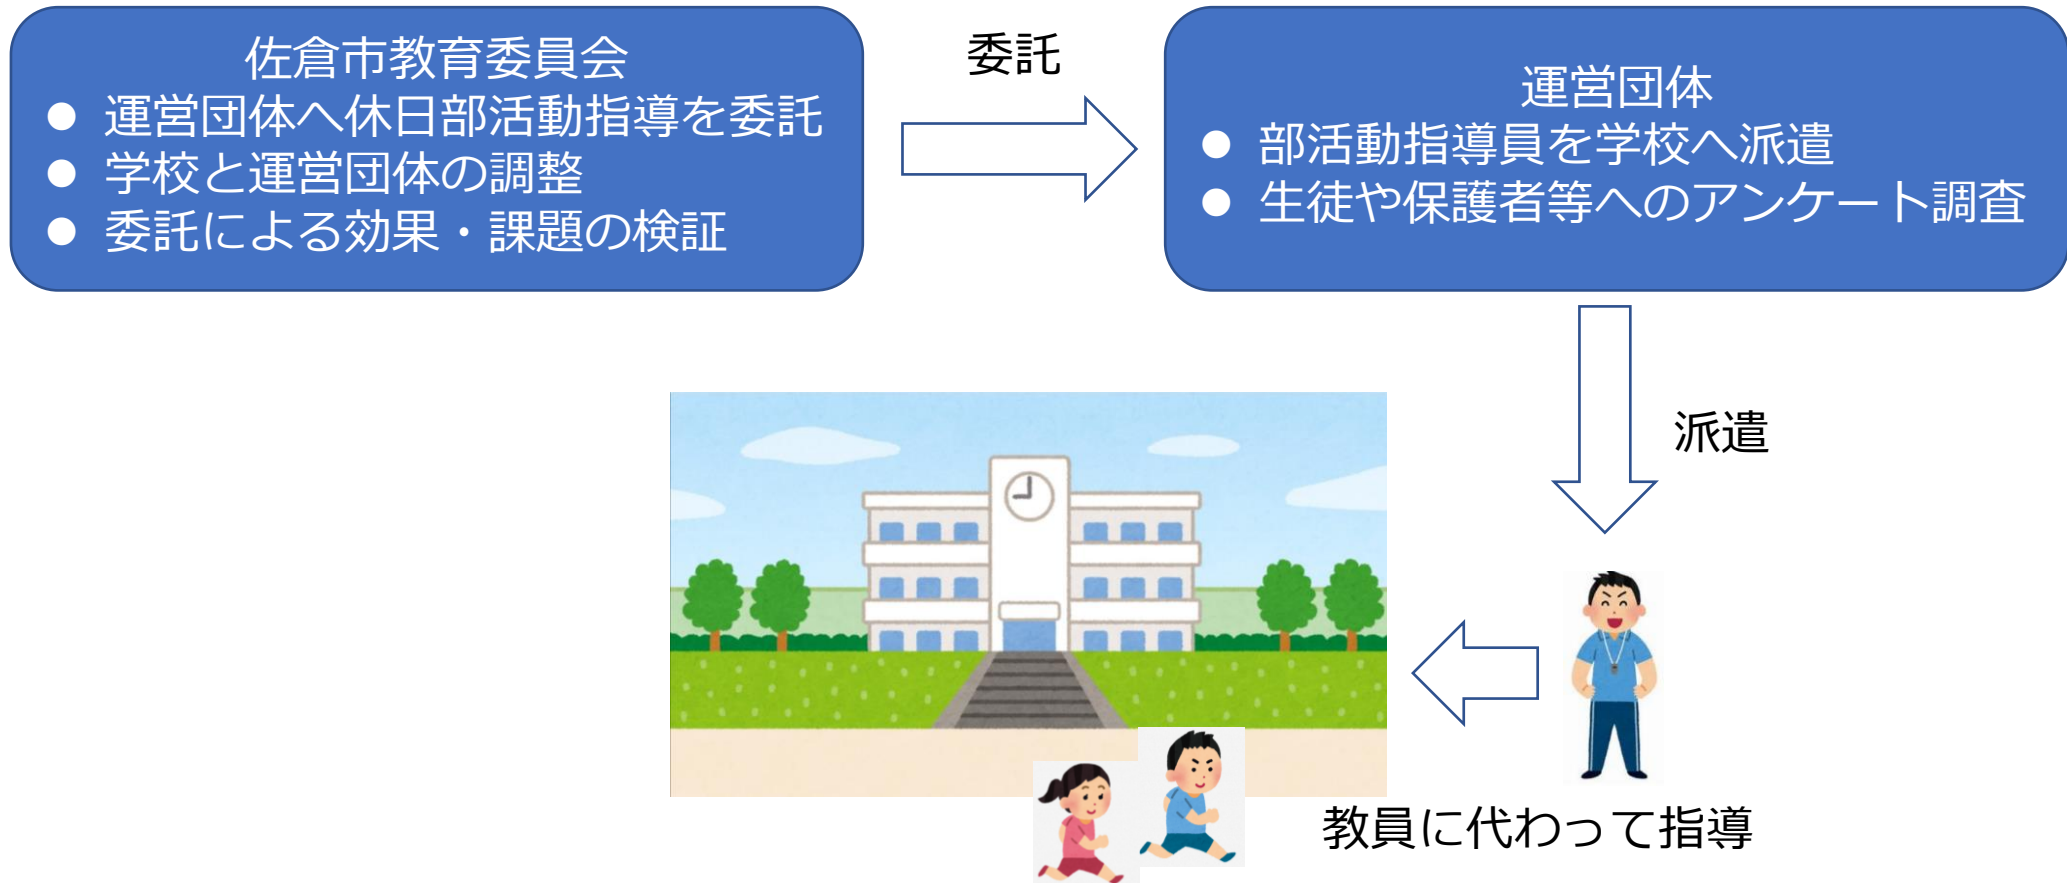 佐倉市教育委員会
● 運営団体へ休日部活動指導を委託
● 学校と運営団体の調整
● 委託による効果・課題の検証
委託
運営団体
● 部活動指導員を学校へ派遣
● 生徒や保護者等へのアンケート調査
派遣
教員に代わって指導